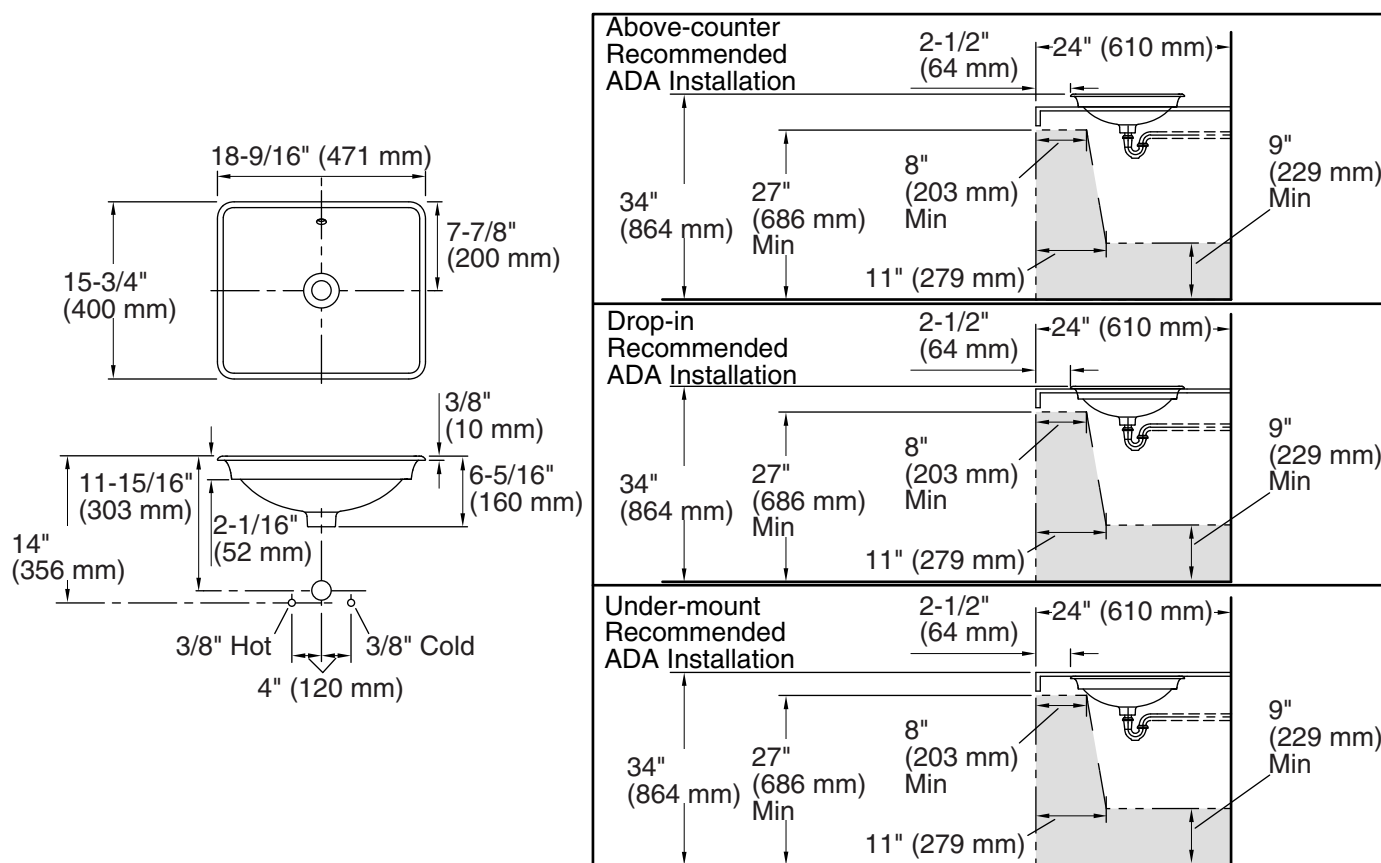 18-9/16" (471 mm)
7-7/8"
(200 mm)
15-3/4"
(400 mm)
3/8"
(10 mm)
11-15/16"
(303 mm)
6-5/16"
(160 mm)
2-1/16"
(52 mm)
14"
(356 mm)
3/8" Hot
3/8" Cold
4" (120 mm)
Above-counter
Recommended
ADA Installation
2-1/2"
(64 mm)
24" (610 mm)
34"
(864 mm)
27"
(686 mm)
Min
8"
(203 mm)
Min
9"
(229 mm)
Min
11" (279 mm)
Drop-in
Recommended
ADA Installation
2-1/2"
(64 mm)
24" (610 mm)
34"
(864 mm)
27"
(686 mm)
Min
8"
(203 mm)
Min
9"
(229 mm)
Min
11" (279 mm)
Under-mount
Recommended
ADA Installation
2-1/2"
(64 mm)
24" (610 mm)
34"
(864 mm)
27"
(686 mm)
Min
8"
(203 mm)
Min
9"
(229 mm)
Min
11" (279 mm)